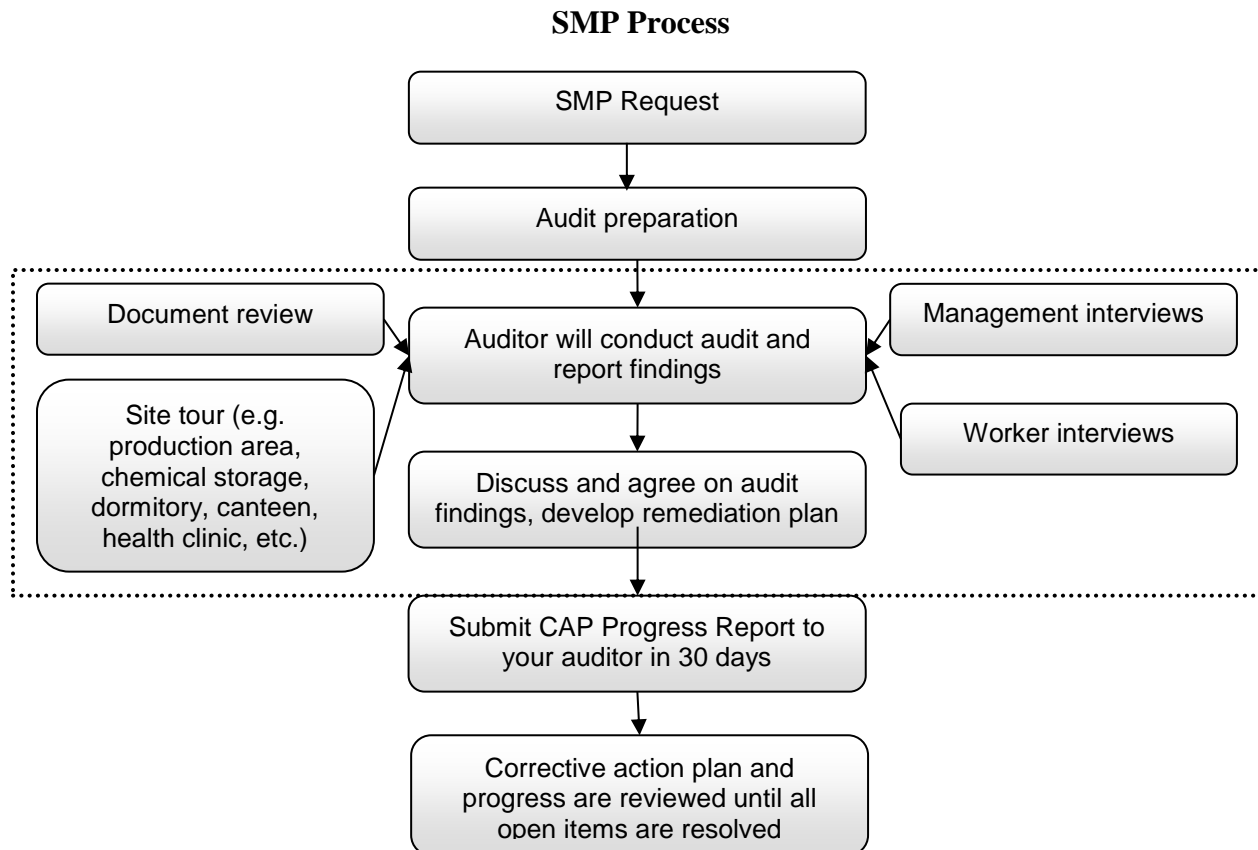 SMP Process
SMP Request
Audit preparation
Document review
Auditor will conduct audit and
report findings
Management interviews
Site tour (e.g.
production area,
chemical storage,
dormitory, canteen,
health clinic, etc.)
Worker interviews
Discuss and agree on audit
findings, develop remediation plan
Submit CAP Progress Report to
your auditor in 30 days
Corrective action plan and
progress are reviewed until all
open items are resolved